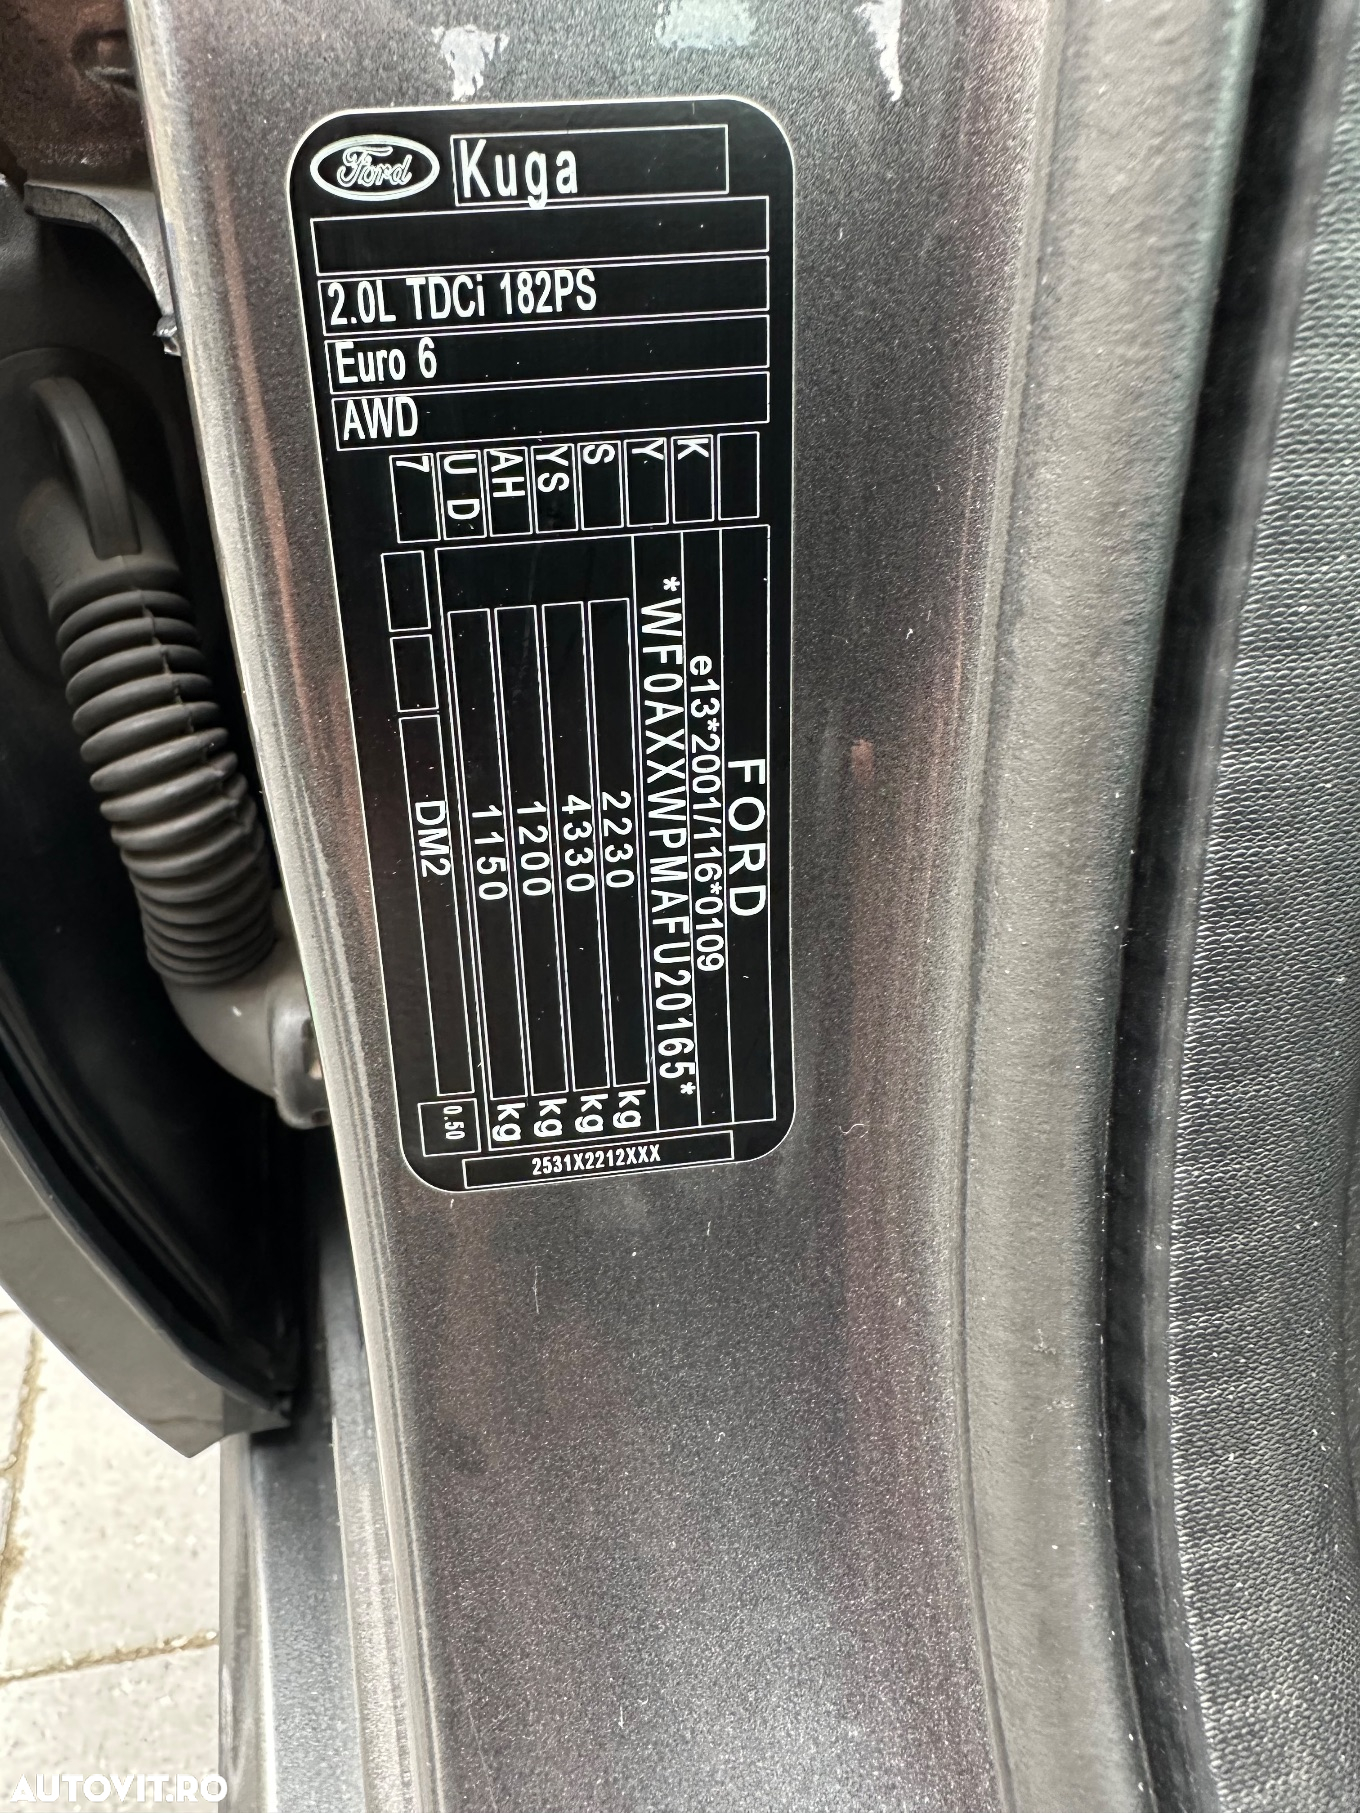 Ford Kuga
2.0L TDCi 182PS
Euro 6
AWD
K
Y
S
YS
AH
U D
7
FORD
e13*2001/116*0109
*WF0AXXWPMAFU20165*
2230 kg
4330 kg
1200 kg
1150 kg
DM2 0.50
2531X2212XXX
AUTOVIT.RO